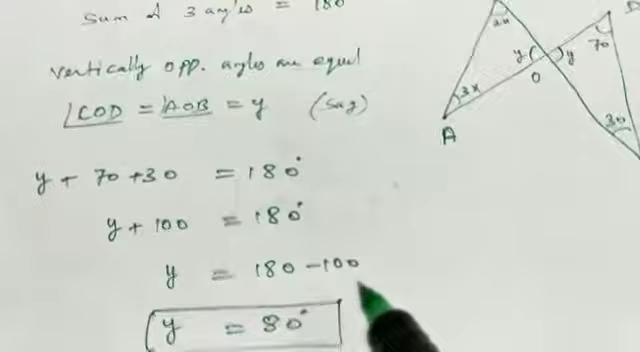 Sum of 3 angles = 180
vertically opp. angles are equal
∠COD = ∠AOB = y (Say)
y + 70 + 30 = 180°
y + 100 = 180°
y = 180 - 100
y = 80°
2x
3x
A
y
O
y
70
30
D